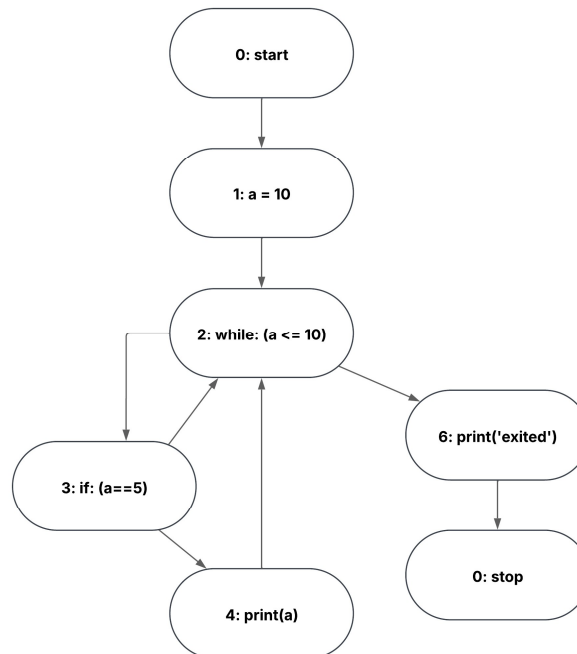 0: start
1: a = 10
2: while: (a <= 10)
6: print('exited')
3: if: (a==5)
0: stop
4: print(a)